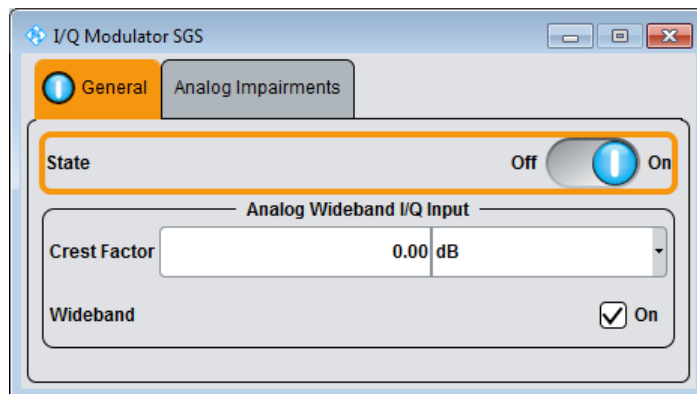 I/Q Modulator SGS
General
Analog Impairments
State Off On
Analog Wideband I/Q Input
Crest Factor 0.00 dB
Wideband On